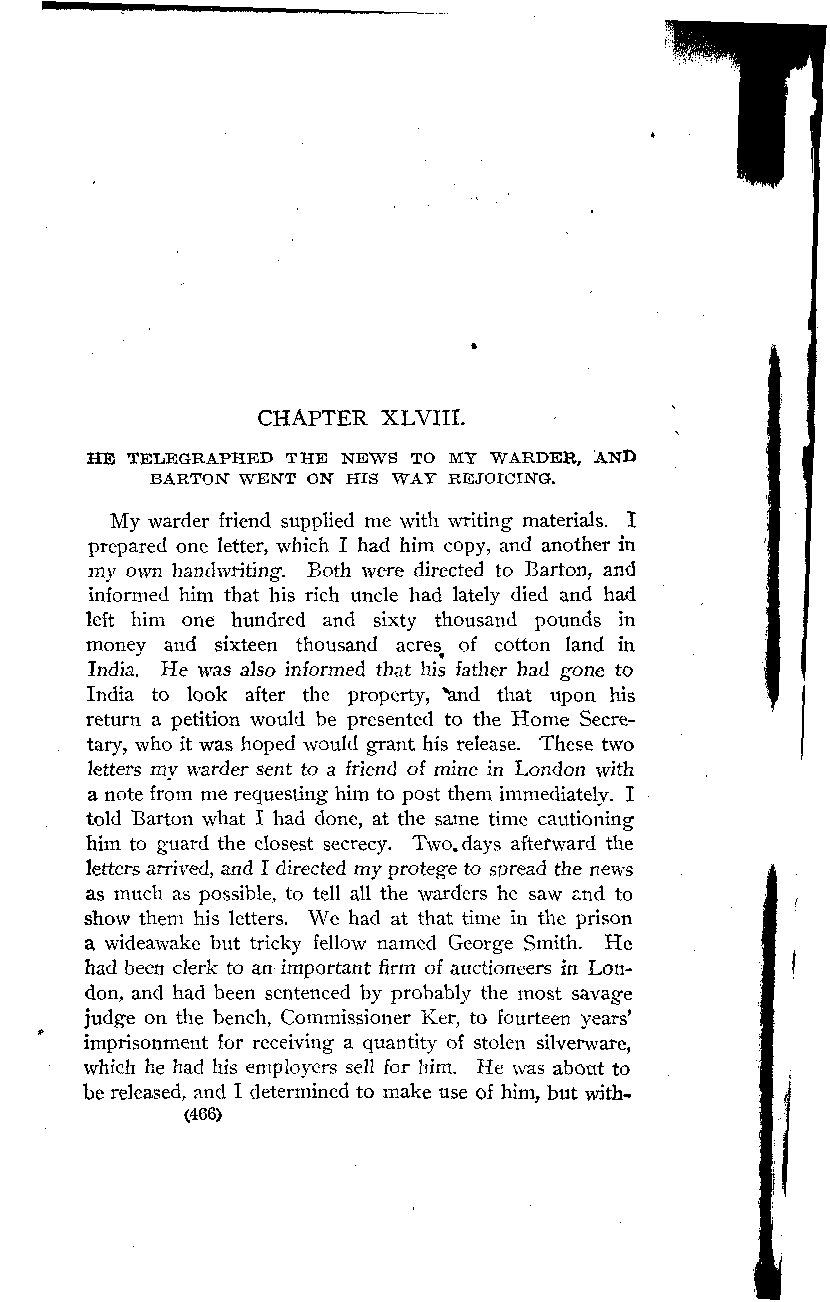 CHAPTER XLVIII.
HE TELEGRAPHED THE NEWS TO MY WARDER, AND
BARTON WENT ON HIS WAY REJOICING.
My warder friend supplied me with writing materials. I
prepared one letter, which I had him copy, and another in
my own handwriting. Both were directed to Barton, and
informed him that his rich uncle had lately died and had
left him one hundred and sixty thousand pounds in
money and sixteen thousand acres of cotton land in
India. He was also informed that his father had gone to
India to look after the property, and that upon his
return a petition would be presented to the Home Secre-
tary, who it was hoped would grant his release. These two
letters my warder sent to a friend of mine in London with
a note from me requesting him to post them immediately. I
told Barton what I had done, at the same time cautioning
him to guard the closest secrecy. Two days afterward the
letters arrived, and I directed my protege to spread the news
as much as possible, to tell all the warders he saw and to
show them his letters. We had at that time in the prison
a wideawake but tricky fellow named George Smith. He
had been clerk to an important firm of auctioneers in Lon-
don, and had been sentenced by probably the most savage
judge on the bench, Commissioner Ker, to fourteen years'
imprisonment for receiving a quantity of stolen silverware,
which he had his employers sell for him. He was about to
be released, and I determined to make use of him, but with-
(466)